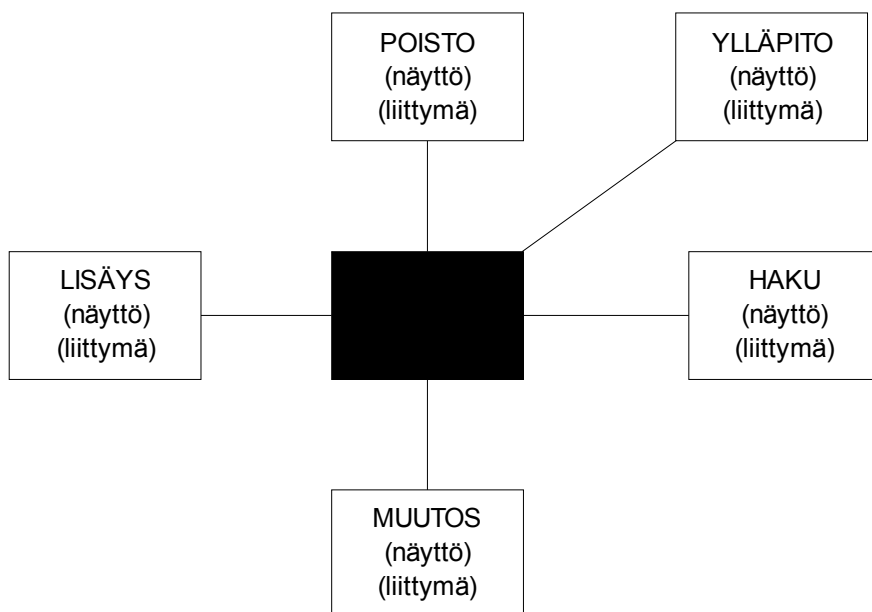 POISTO
(näyttö)
(liittymä)
YLLÄPITO
(näyttö)
(liittymä)
LISÄYS
(näyttö)
(liittymä)
HAKU
(näyttö)
(liittymä)
MUUTOS
(näyttö)
(liittymä)